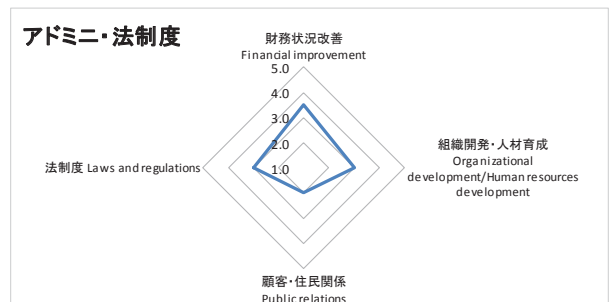 アドミニ・法制度
財務状況改善
Financial improvement
5.0
4.0
3.0
2.0
1.0
組織開発・人材育成
Organizational
development/Human resources
development
法制度 Laws and regulations
顧客・住民関係
Public relations